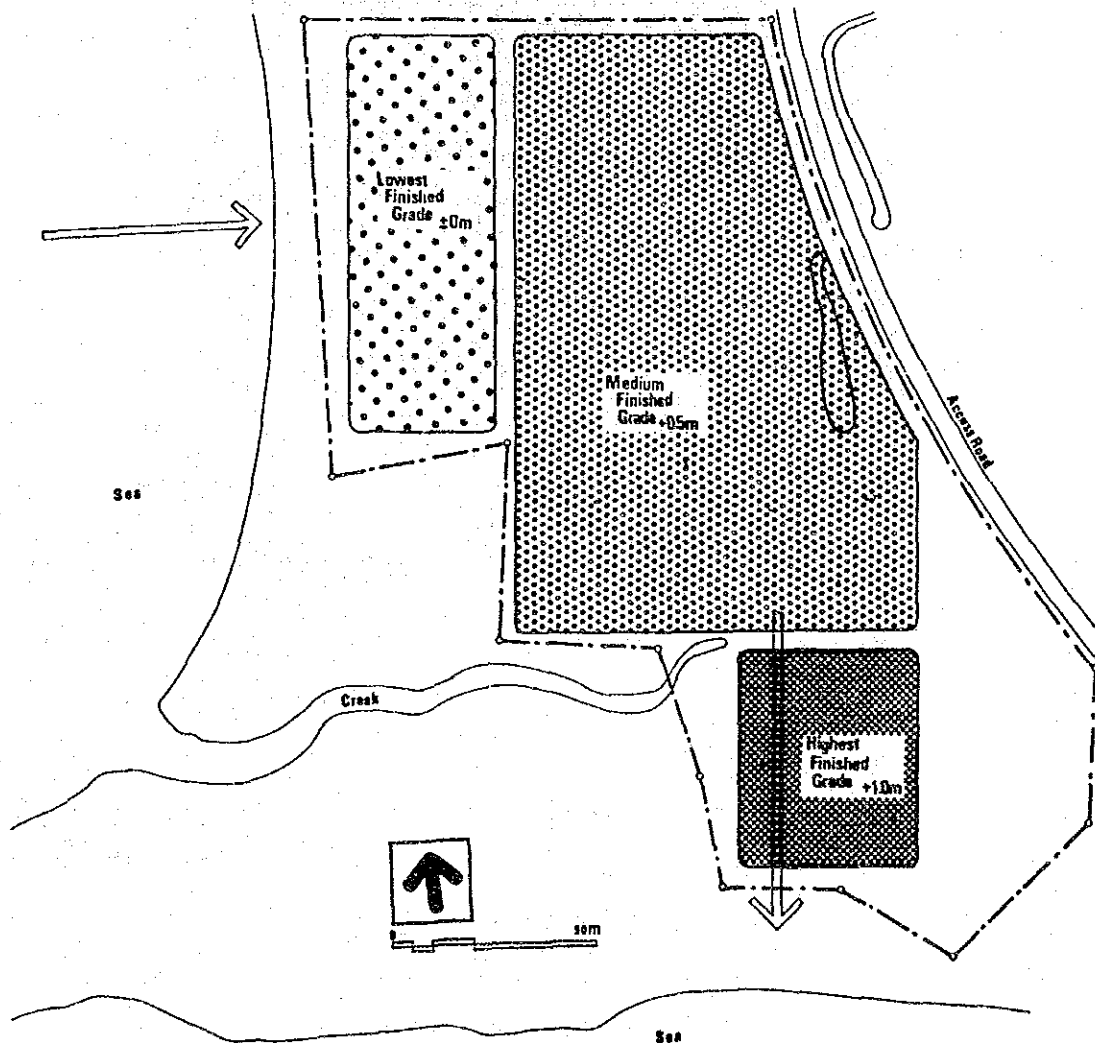 Lowest
Finished
Grade ±0m
Medium
Finished
Grade +0.5m
Access Road
Sea
Creek
Highest
Finished
Grade +1.0m
0 50m
Sea